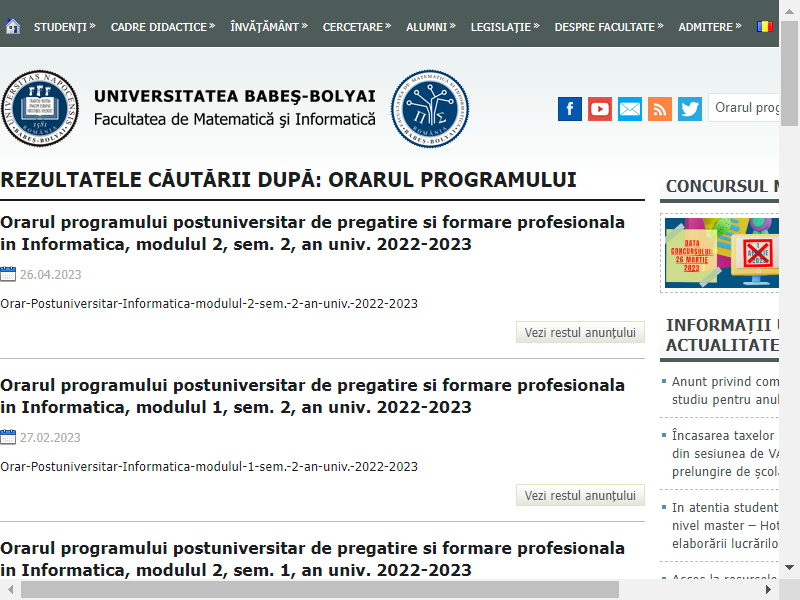 STUDENȚI »
CADRE DIDACTICE »
ÎNVĂȚĂMÂNT »
CERCETARE »
ALUMNI »
LEGISLAȚIE »
DESPRE FACULTATE »
ADMITERE »
UNIVERSITATEA BABEȘ-BOLYAI
Facultatea de Matematică și Informatică
Orarul prog
REZULTATELE CĂUTĂRII DUPĂ: ORARUL PROGRAMULUI
Orarul programului postuniversitar de pregatire si formare profesionala
in Informatica, modulul 2, sem. 2, an univ. 2022-2023
26.04.2023
Orar-Postuniversitar-Informatica-modulul-2-sem.-2-an-univ.-2022-2023
Vezi restul anunțului
Orarul programului postuniversitar de pregatire si formare profesionala
in Informatica, modulul 1, sem. 2, an univ. 2022-2023
27.02.2023
Orar-Postuniversitar-Informatica-modulul-1-sem.-2-an-univ.-2022-2023
Vezi restul anunțului
Orarul programului postuniversitar de pregatire si formare profesionala
in Informatica, modulul 2, sem. 1, an univ. 2022-2023
CONCURSUL
DATA
CONCURSULUI:
26 MARTIE
2023
INFORMAȚII
ACTUALITATE
Anunt privind com
studiu pentru anul
Încasarea taxelor
din sesiunea de VA
prelungire de școla
In atentia student
nivel master – Hot
elaborării lucrărilo
Acces la resursele